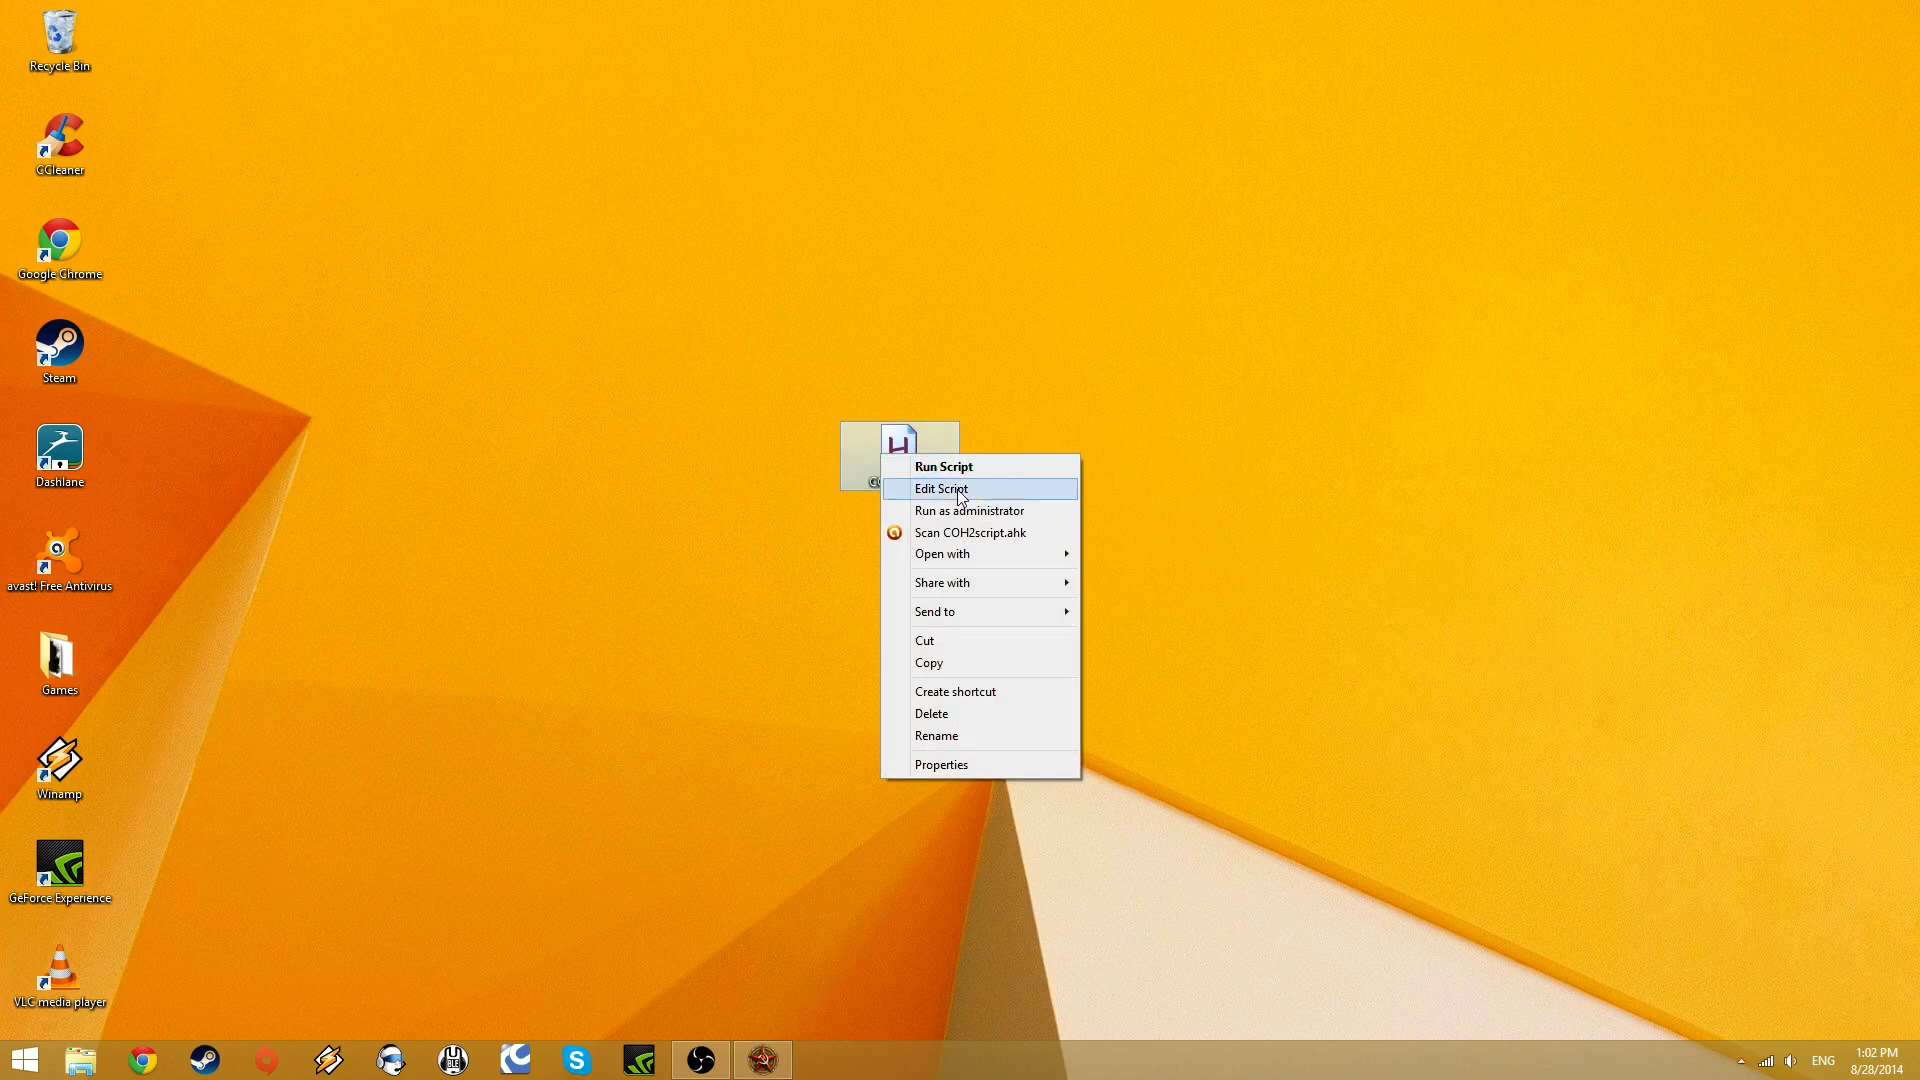 Recycle Bin
CCleaner
Google Chrome
Steam
Dashlane
avast! Free Antivirus
Games
Winamp
GeForce Experience
VLC media player
H
Run Script
Edit Script
Run as administrator
Scan COH2script.ahk
Open with
Share with
Send to
Cut
Copy
Create shortcut
Delete
Rename
Properties
ENG
1:02 PM
8/28/2014